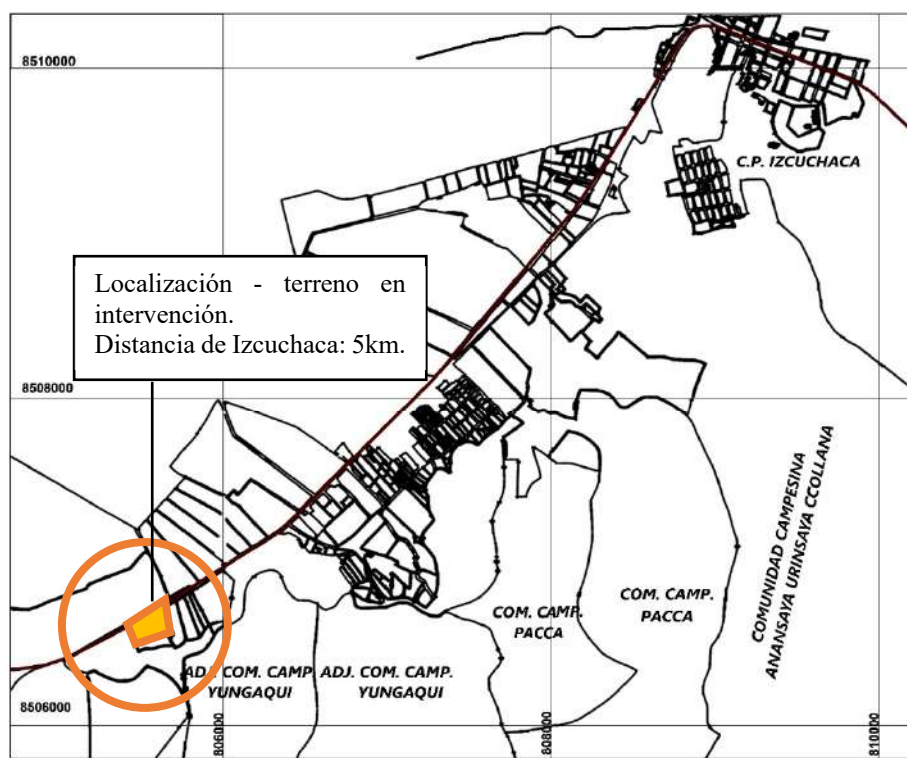 8510000
C.P. IZCUCHACA
Localización - terreno en
intervención.
Distancia de Izcuchaca: 5km.
8508000
COMUNIDAD CAMPESINA
ANANSAYA URINSAYA CCOLLANA
COM. CAMP.
PACCA
COM. CAMP.
PACCA
ADJ. COM. CAMP.
YUNGAQUI
ADJ. COM. CAMP.
YUNGAQUI
8506000
806000
808000
810000